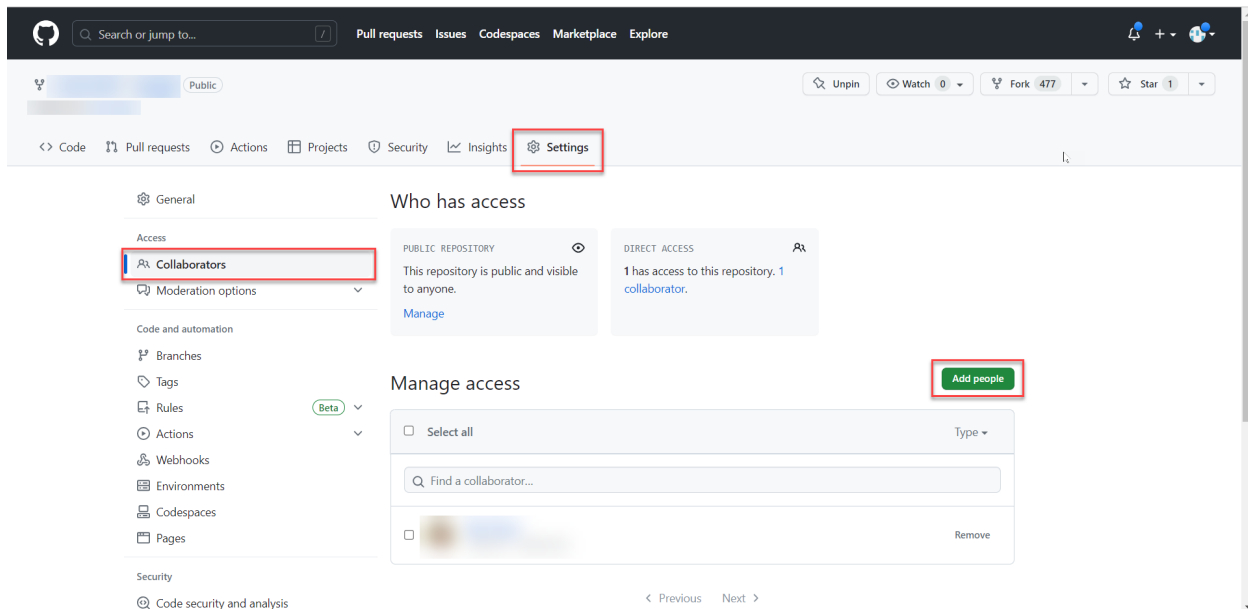 Search or jump to... /
Pull requests Issues Codespaces Marketplace Explore
Public
Unpin Watch 0 Fork 477 Star 1
Code Pull requests Actions Projects Security Insights Settings
General
Access
Collaborators
Moderation options
Code and automation
Branches
Tags
Rules Beta
Actions
Webhooks
Environments
Codespaces
Pages
Security
Code security and analysis
Who has access
PUBLIC REPOSITORY
This repository is public and visible
to anyone.
Manage
DIRECT ACCESS
1 has access to this repository. 1
collaborator.
Manage access
Add people
Select all
Type
Find a collaborator...
Remove
Previous Next